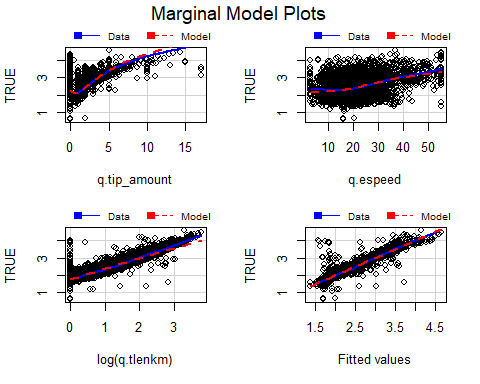 Marginal Model Plots
Data Model
TRUE
3
1
0 5 10 15
q.tip_amount
Data Model
TRUE
3
1
10 20 30 40 50
q.espeed
Data Model
TRUE
3
1
0 1 2 3
log(q.tlenkm)
Data Model
TRUE
3
1
1.5 2.5 3.5 4.5
Fitted values